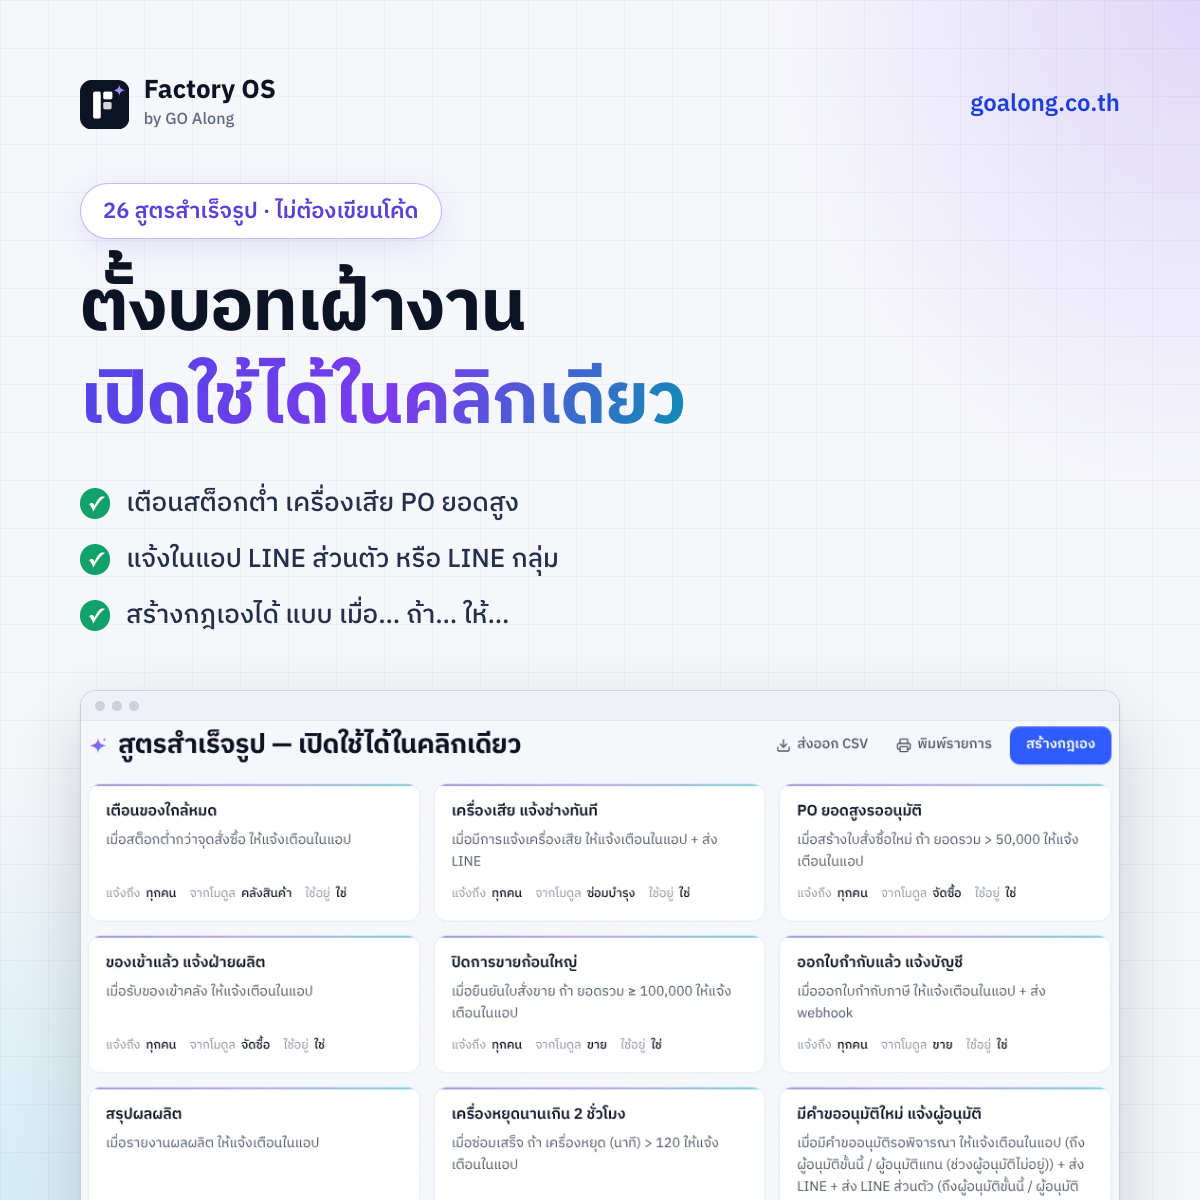 Factory OS
by GO Along
goalong.co.th
26 สูตรสำเร็จรูป · ไม่ต้องเขียนโค้ด
ตั้งบอทเฝ้างาน
เปิดใช้ได้ในคลิกเดียว
เตือนสต็อกต่ำ เครื่องเสีย PO ยอดสูง
แจ้งในแอป LINE ส่วนตัว หรือ LINE กลุ่ม
สร้างกฎเองได้ แบบ เมื่อ... ถ้า... ให้...
สูตรสำเร็จรูป — เปิดใช้ได้ในคลิกเดียว
ส่งออก CSV
พิมพ์รายการ
สร้างกฎเอง
เตือนของใกล้หมด
เมื่อสต็อกต่ำกว่าจุดสั่งซื้อ ให้แจ้งเตือนในแอป
แจ้งถึง ทุกคน จากโมดูล คลังสินค้า ใช้อยู่ ใช่
เครื่องเสีย แจ้งช่างทันที
เมื่อมีการแจ้งเครื่องเสีย ให้แจ้งเตือนในแอป + ส่ง
LINE
แจ้งถึง ทุกคน จากโมดูล ซ่อมบำรุง ใช้อยู่ ใช่
PO ยอดสูงรออนุมัติ
เมื่อสร้างใบสั่งซื้อใหม่ ถ้า ยอดรวม > 50,000 ให้แจ้ง
เตือนในแอป
แจ้งถึง ทุกคน จากโมดูล จัดซื้อ ใช้อยู่ ใช่
ของเข้าแล้ว แจ้งฝ่ายผลิต
เมื่อรับของเข้าคลัง ให้แจ้งเตือนในแอป
แจ้งถึง ทุกคน จากโมดูล จัดซื้อ ใช้อยู่ ใช่
ปิดการขายก้อนใหญ่
เมื่อยืนยันใบสั่งขาย ถ้า ยอดรวม ≥ 100,000 ให้แจ้ง
เตือนในแอป
แจ้งถึง ทุกคน จากโมดูล ขาย ใช้อยู่ ใช่
ออกใบกำกับแล้ว แจ้งบัญชี
เมื่อออกใบกำกับภาษี ให้แจ้งเตือนในแอป + ส่ง
webhook
แจ้งถึง ทุกคน จากโมดูล ขาย ใช้อยู่ ใช่
สรุปผลผลิต
เมื่อรายงานผลผลิต ให้แจ้งเตือนในแอป
เครื่องหยุดนานเกิน 2 ชั่วโมง
เมื่อซ่อมเสร็จ ถ้า เครื่องหยุด (นาที) > 120 ให้แจ้ง
เตือนในแอป
มีคำขออนุมัติใหม่ แจ้งผู้อนุมัติ
เมื่อมีคำขออนุมัติรอพิจารณา ให้แจ้งเตือนในแอป (ถึง
ผู้อนุมัติขั้นนี้ / ผู้อนุมัติแทน (ช่วงผู้อนุมัติไม่อยู่)) + ส่ง
LINE + ส่ง LINE ส่วนตัว (ถึงผู้อนุมัติขั้นนี้ / ผู้อนุมัติ